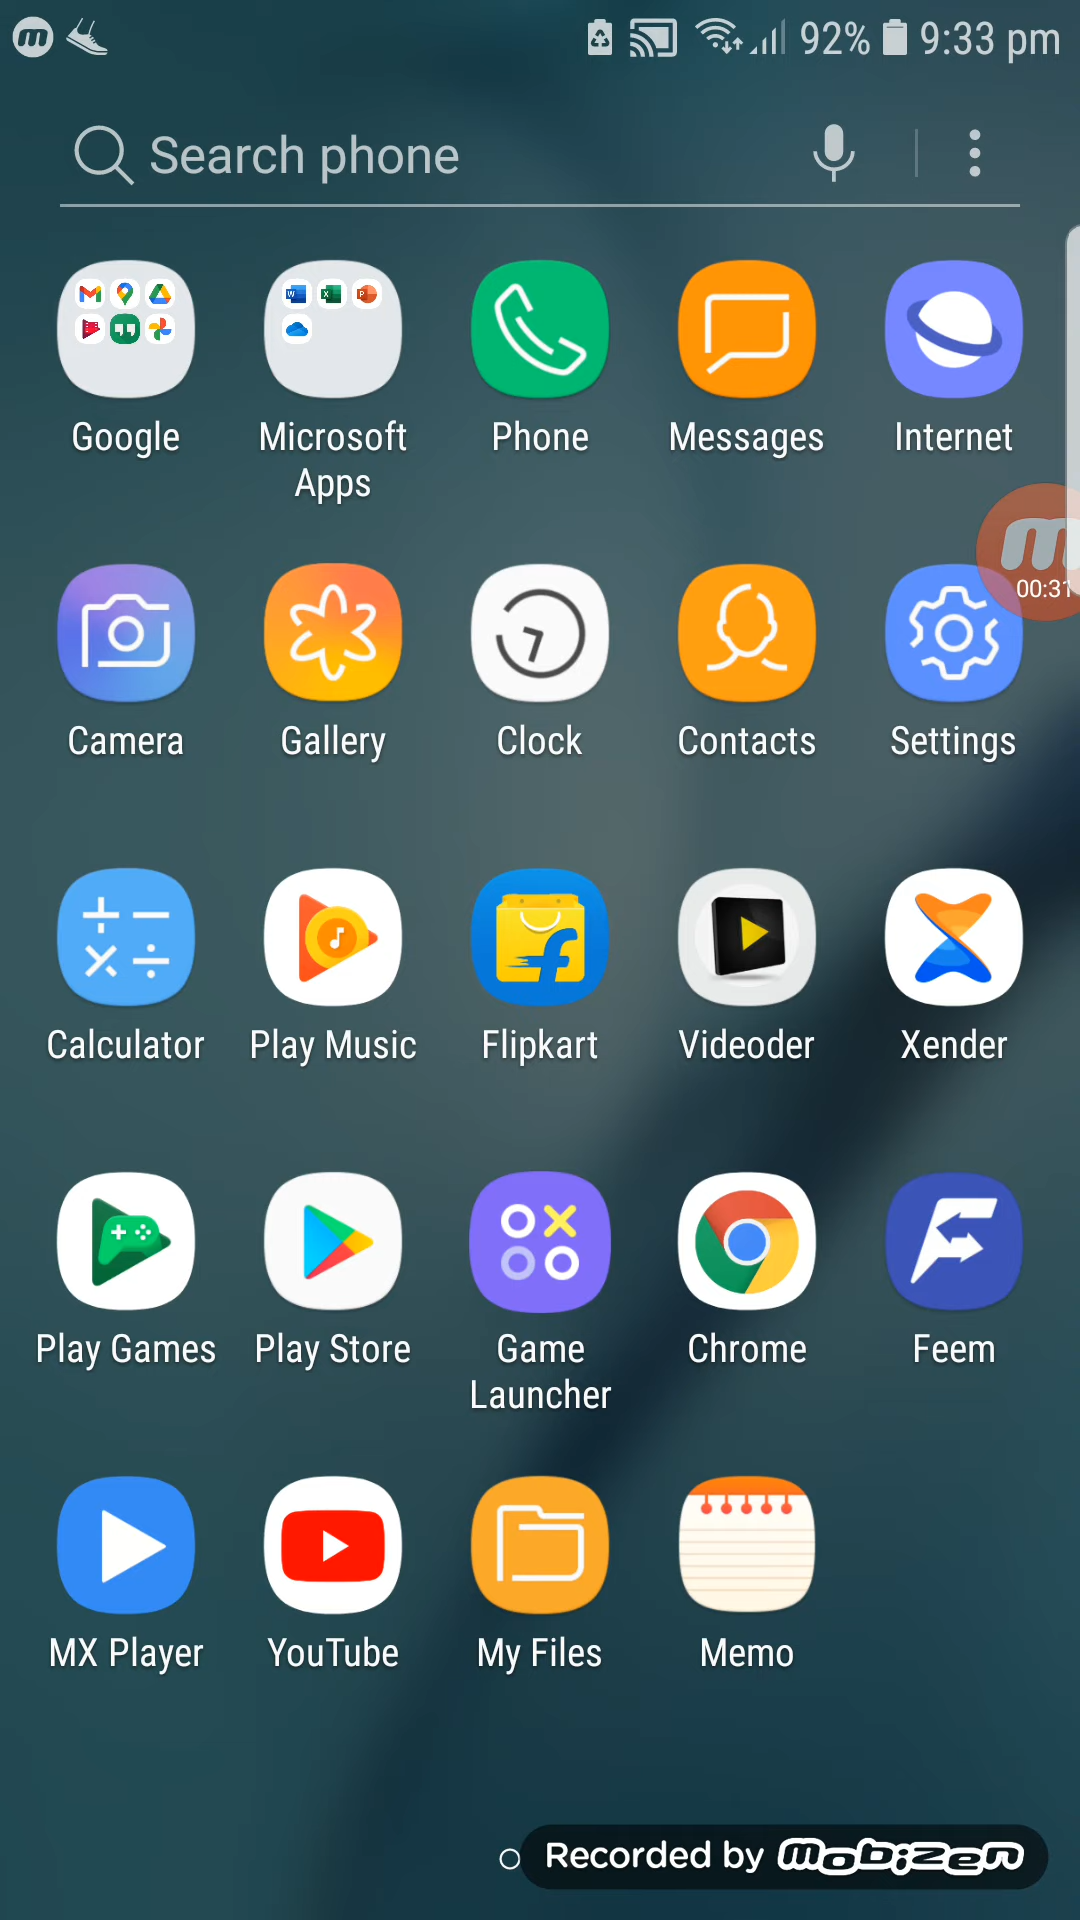 92% 9:33 pm
Search phone
Google
Microsoft Apps
Phone
Messages
Internet
00:31
Camera
Gallery
Clock
Contacts
Settings
Calculator
Play Music
Flipkart
Videoder
Xender
Play Games
Play Store
Game Launcher
Chrome
Feem
MX Player
YouTube
My Files
Memo
Recorded by mobizen